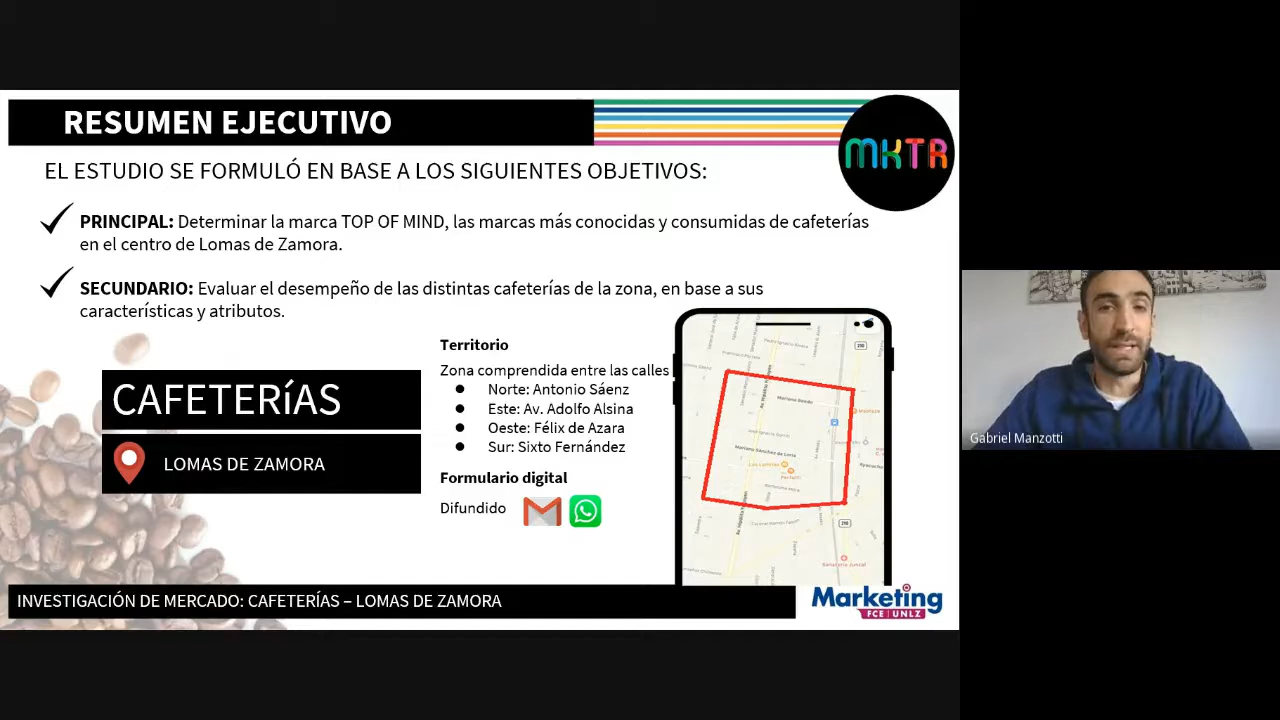 RESUMEN EJECUTIVO
MKTR
EL ESTUDIO SE FORMULÓ EN BASE A LOS SIGUIENTES OBJETIVOS:
PRINCIPAL: Determinar la marca TOP OF MIND, las marcas más conocidas y consumidas de cafeterías
en el centro de Lomas de Zamora.
SECUNDARIO: Evaluar el desempeño de las distintas cafeterías de la zona, en base a sus
características y atributos.
CAFETERíAS
LOMAS DE ZAMORA
Territorio
Zona comprendida entre las calles
● Norte: Antonio Sáenz
● Este: Av. Adolfo Alsina
● Oeste: Félix de Azara
● Sur: Sixto Fernández
Formulario digital
Difundido
210
Mariano Boedo
210
INVESTIGACIÓN DE MERCADO: CAFETERÍAS – LOMAS DE ZAMORA
Marketing
FCE | UNLZ
Gabriel Manzotti